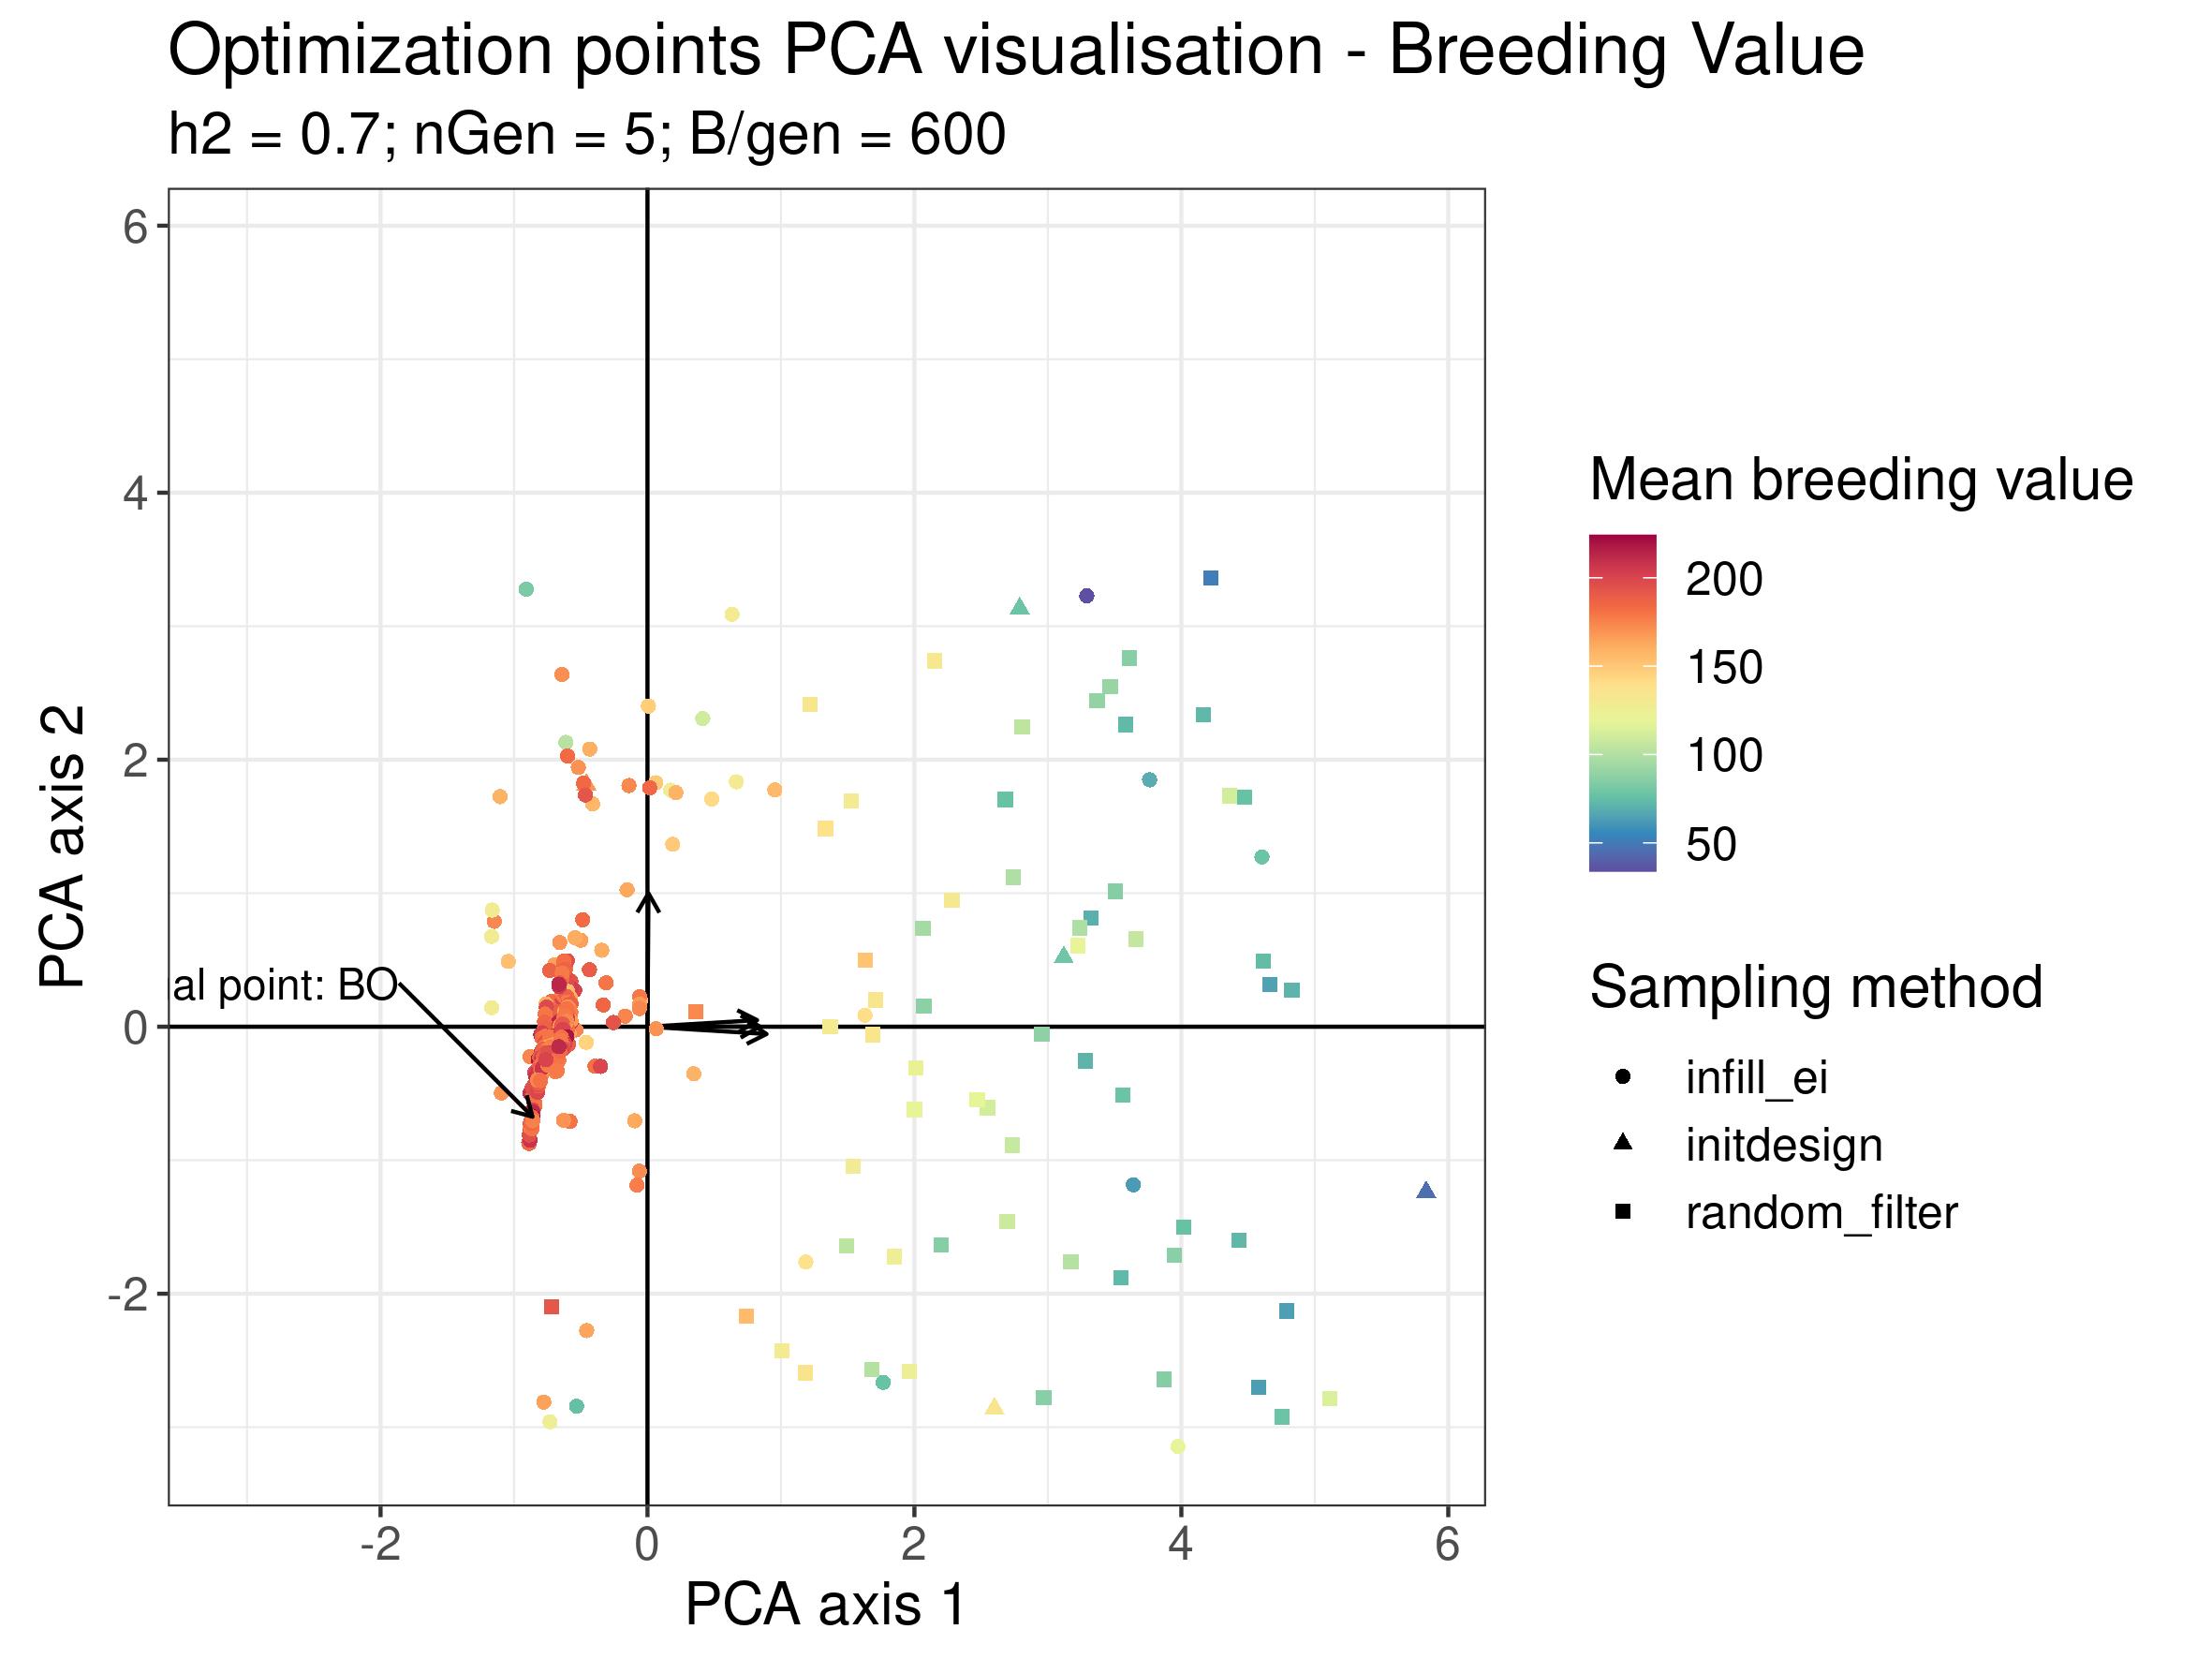 Optimization points PCA visualisation - Breeding Value
h2 = 0.7; nGen = 5; B/gen = 600
PCA axis 2
6
4
2
0
-2
al point: BO
-2
0
2
4
6
PCA axis 1
Mean breeding value
200
150
100
50
Sampling method
infill_ei
initdesign
random_filter